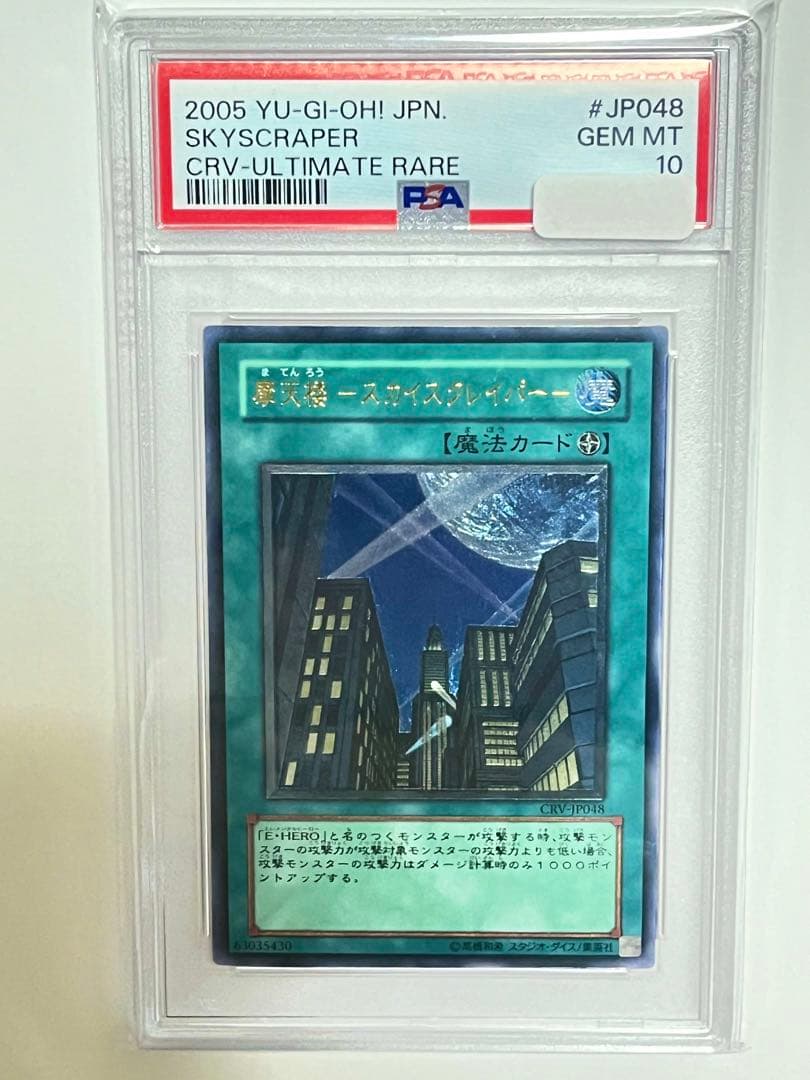 2005 YU-GI-OH! JPN. #JP048
SKYSCRAPER GEM MT
CRV-ULTIMATE RARE 10
PSA
ま てん ろう
摩天楼 －スカイスクレイパー－ 魔
ま ほう
【魔法カード】
CRV-JP048
「E・HERO」と名のつくモンスターが攻撃する時、攻撃モン
スターの攻撃力が攻撃対象モンスターの攻撃力よりも低い場合、
攻撃モンスターの攻撃力はダメージ計算時のみ１０００ポイ
ントアップする。
63035430 ©高橋和希 スタジオ・ダイス/集英社